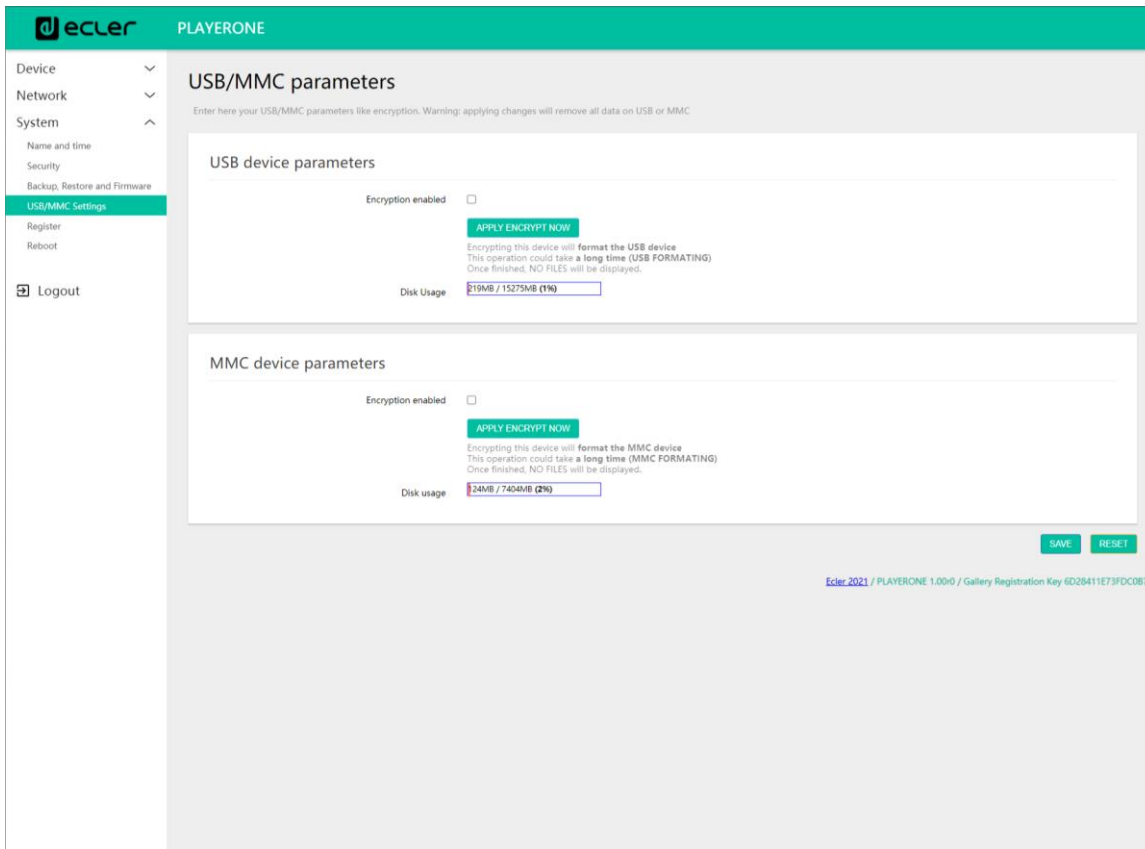 ecler
PLAYERONE
Device
Network
System
Name and time
Security
Backup, Restore and Firmware
USB/MMC Settings
Register
Reboot
Logout
USB/MMC parameters
Enter here your USB/MMC parameters like encryption. Warning: applying changes will remove all data on USB or MMC
USB device parameters
Encryption enabled
APPLY ENCRYPT NOW
Encrypting this device will format the USB device
This operation could take a long time (USB FORMATING)
Once finished, NO FILES will be displayed.
Disk Usage
219MB / 15275MB (1%)
MMC device parameters
Encryption enabled
APPLY ENCRYPT NOW
Encrypting this device will format the MMC device
This operation could take a long time (MMC FORMATING)
Once finished, NO FILES will be displayed.
Disk usage
124MB / 7404MB (2%)
SAVE
RESET
Ecler 2021 / PLAYERONE 1.00r0 / Gallery Registration Key